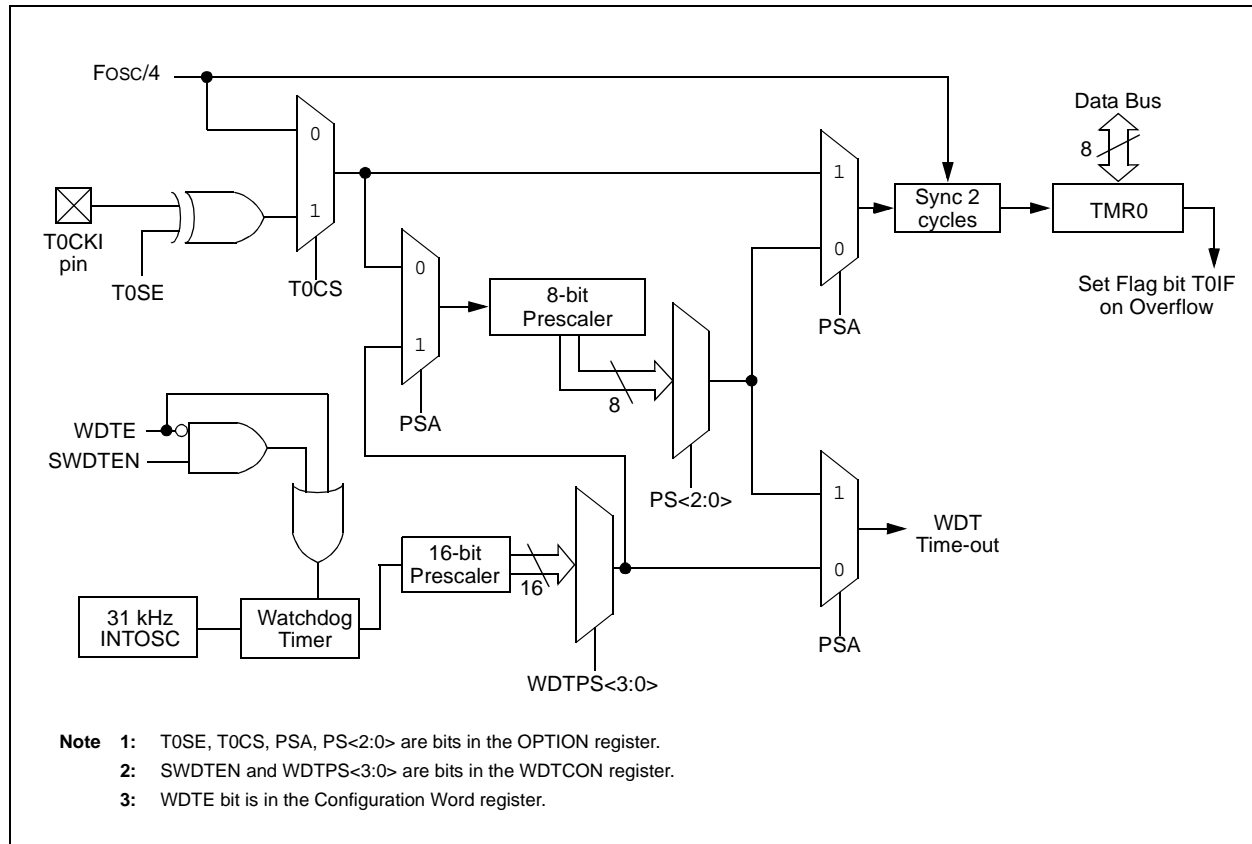 FOSC/4
Data Bus
0
1
8
T0CKI
pin
1
Sync 2
cycles
TMR0
T0SE
T0CS
0
8-bit
Prescaler
0
Set Flag bit T0IF
on Overflow
1
PSA
8
PSA
WDTE
SWDTEN
PS<2:0>
1
WDT
Time-out
16-bit
Prescaler
16
0
31 kHz
INTOSC
Watchdog
Timer
PSA
WDTPS<3:0>
Note 1: T0SE, T0CS, PSA, PS<2:0> are bits in the OPTION register.
2: SWDTEN and WDTPS<3:0> are bits in the WDTCON register.
3: WDTE bit is in the Configuration Word register.